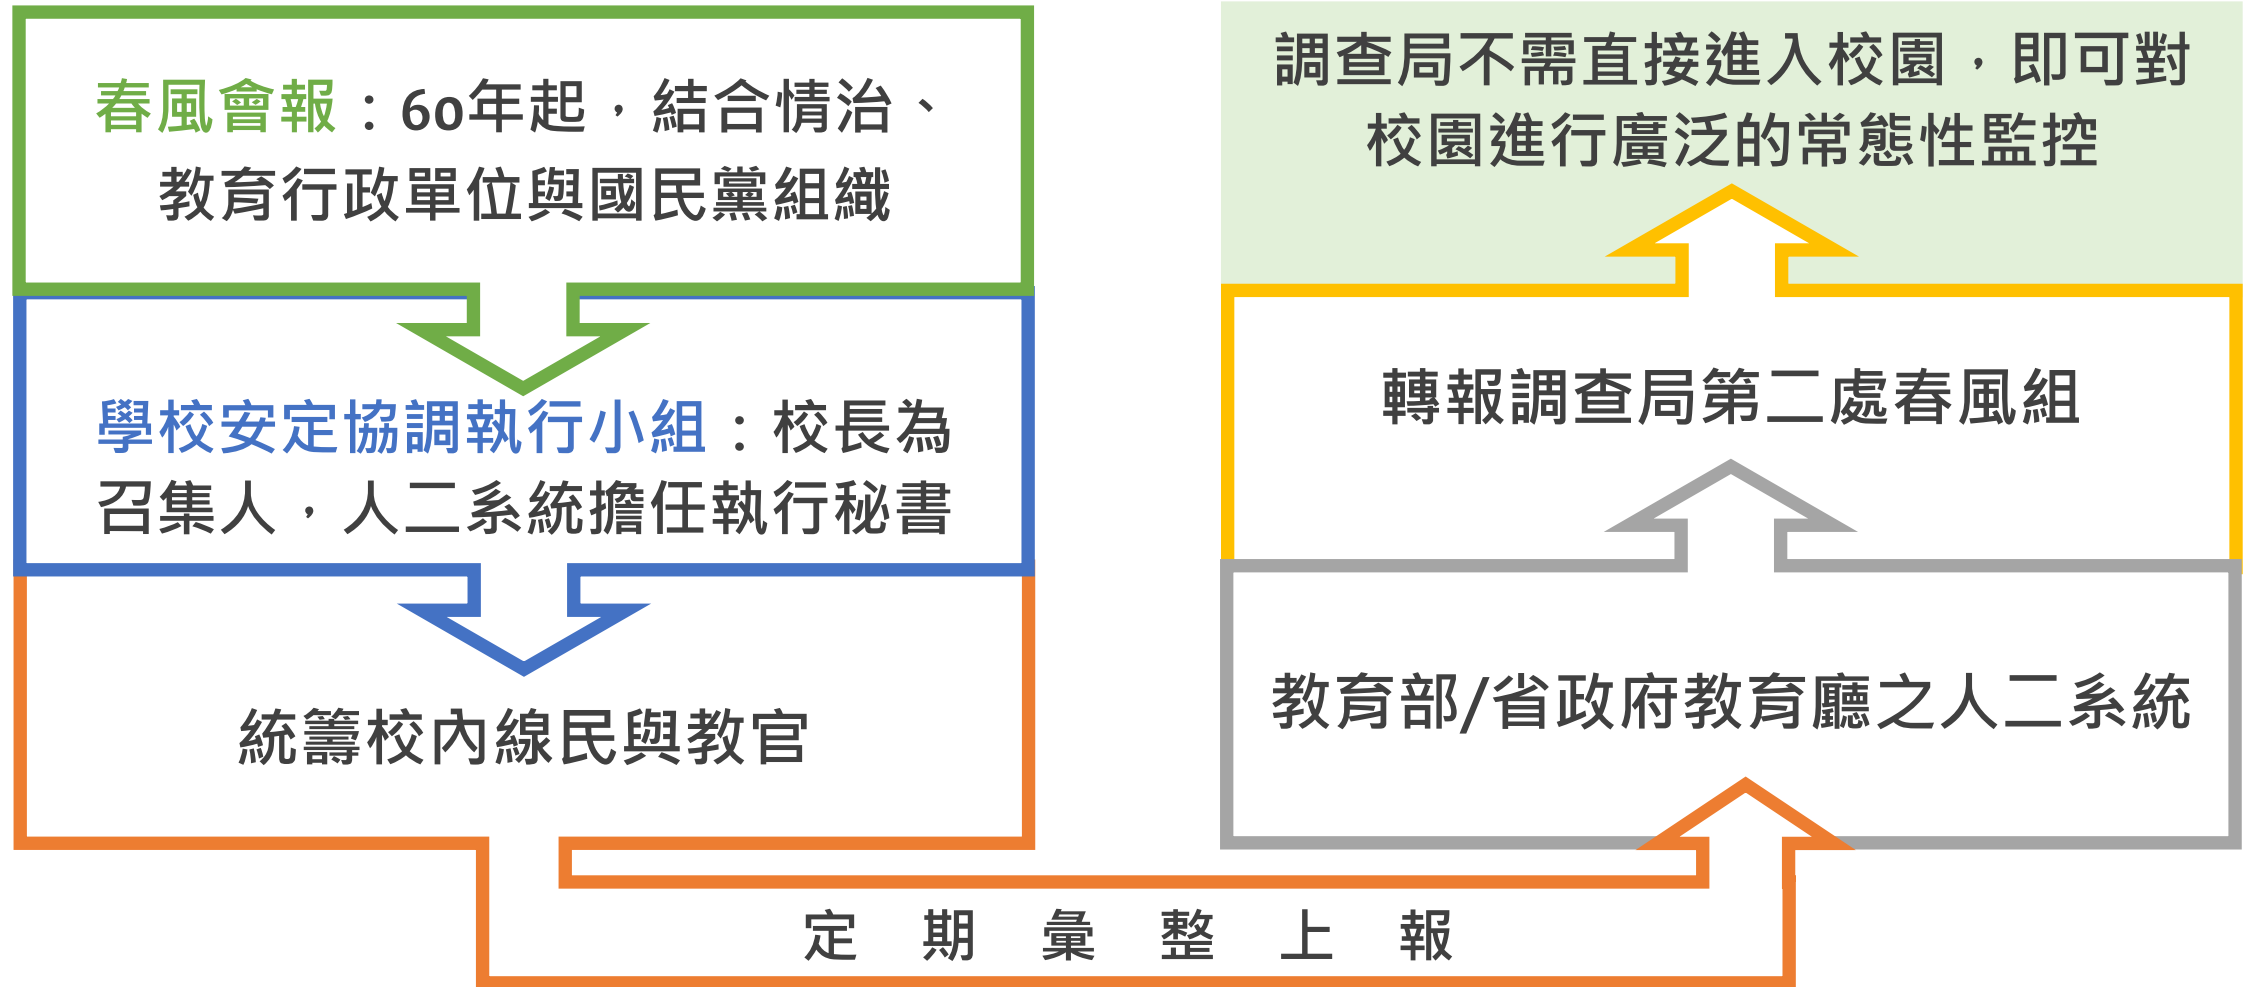 春風會報：60年起，結合情治、
教育行政單位與國民黨組織
學校安定協調執行小組：校長為
召集人，人二系統擔任執行秘書
統籌校內線民與教官
定期彙整上報
教育部/省政府教育廳之人二系統
轉報調查局第二處春風組
調查局不需直接進入校園，即可對
校園進行廣泛的常態性監控